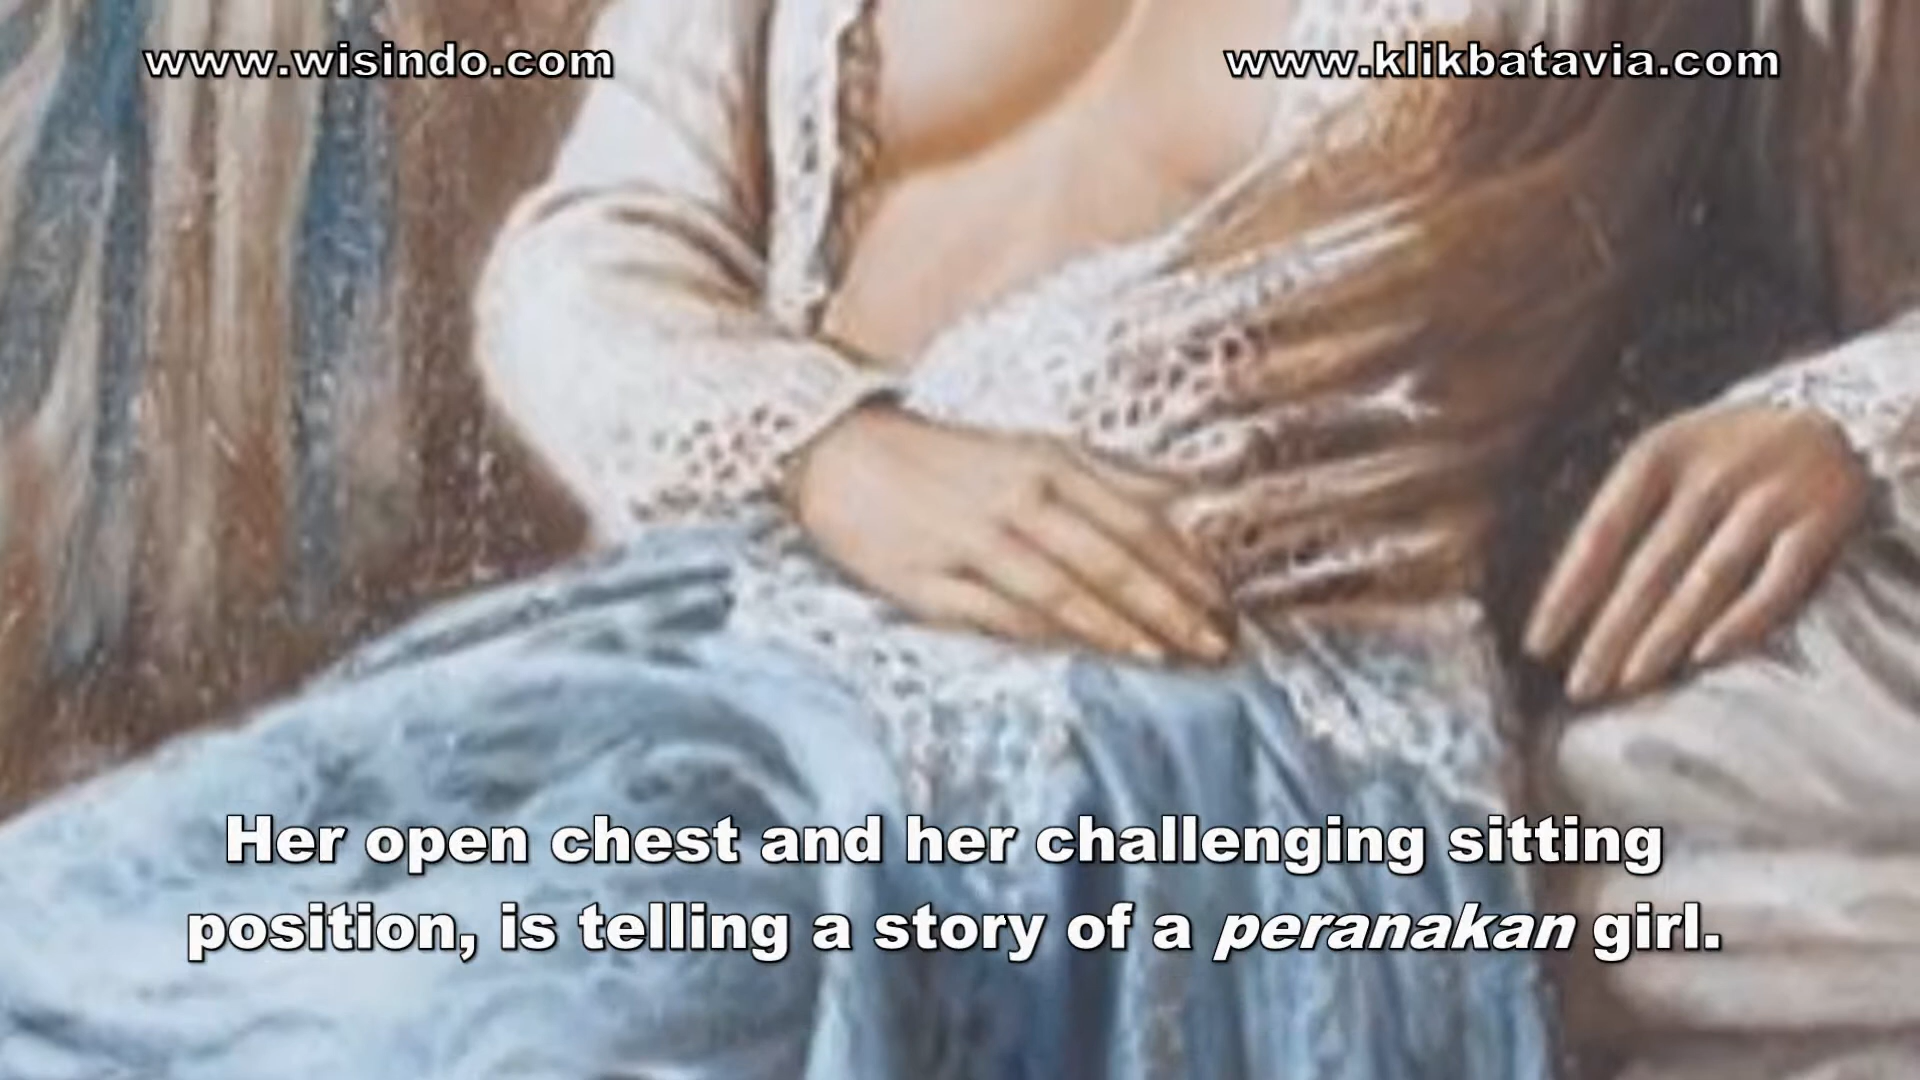 www.wisindo.com
www.klikbatavia.com
Her open chest and her challenging sitting
position, is telling a story of a peranakan girl.